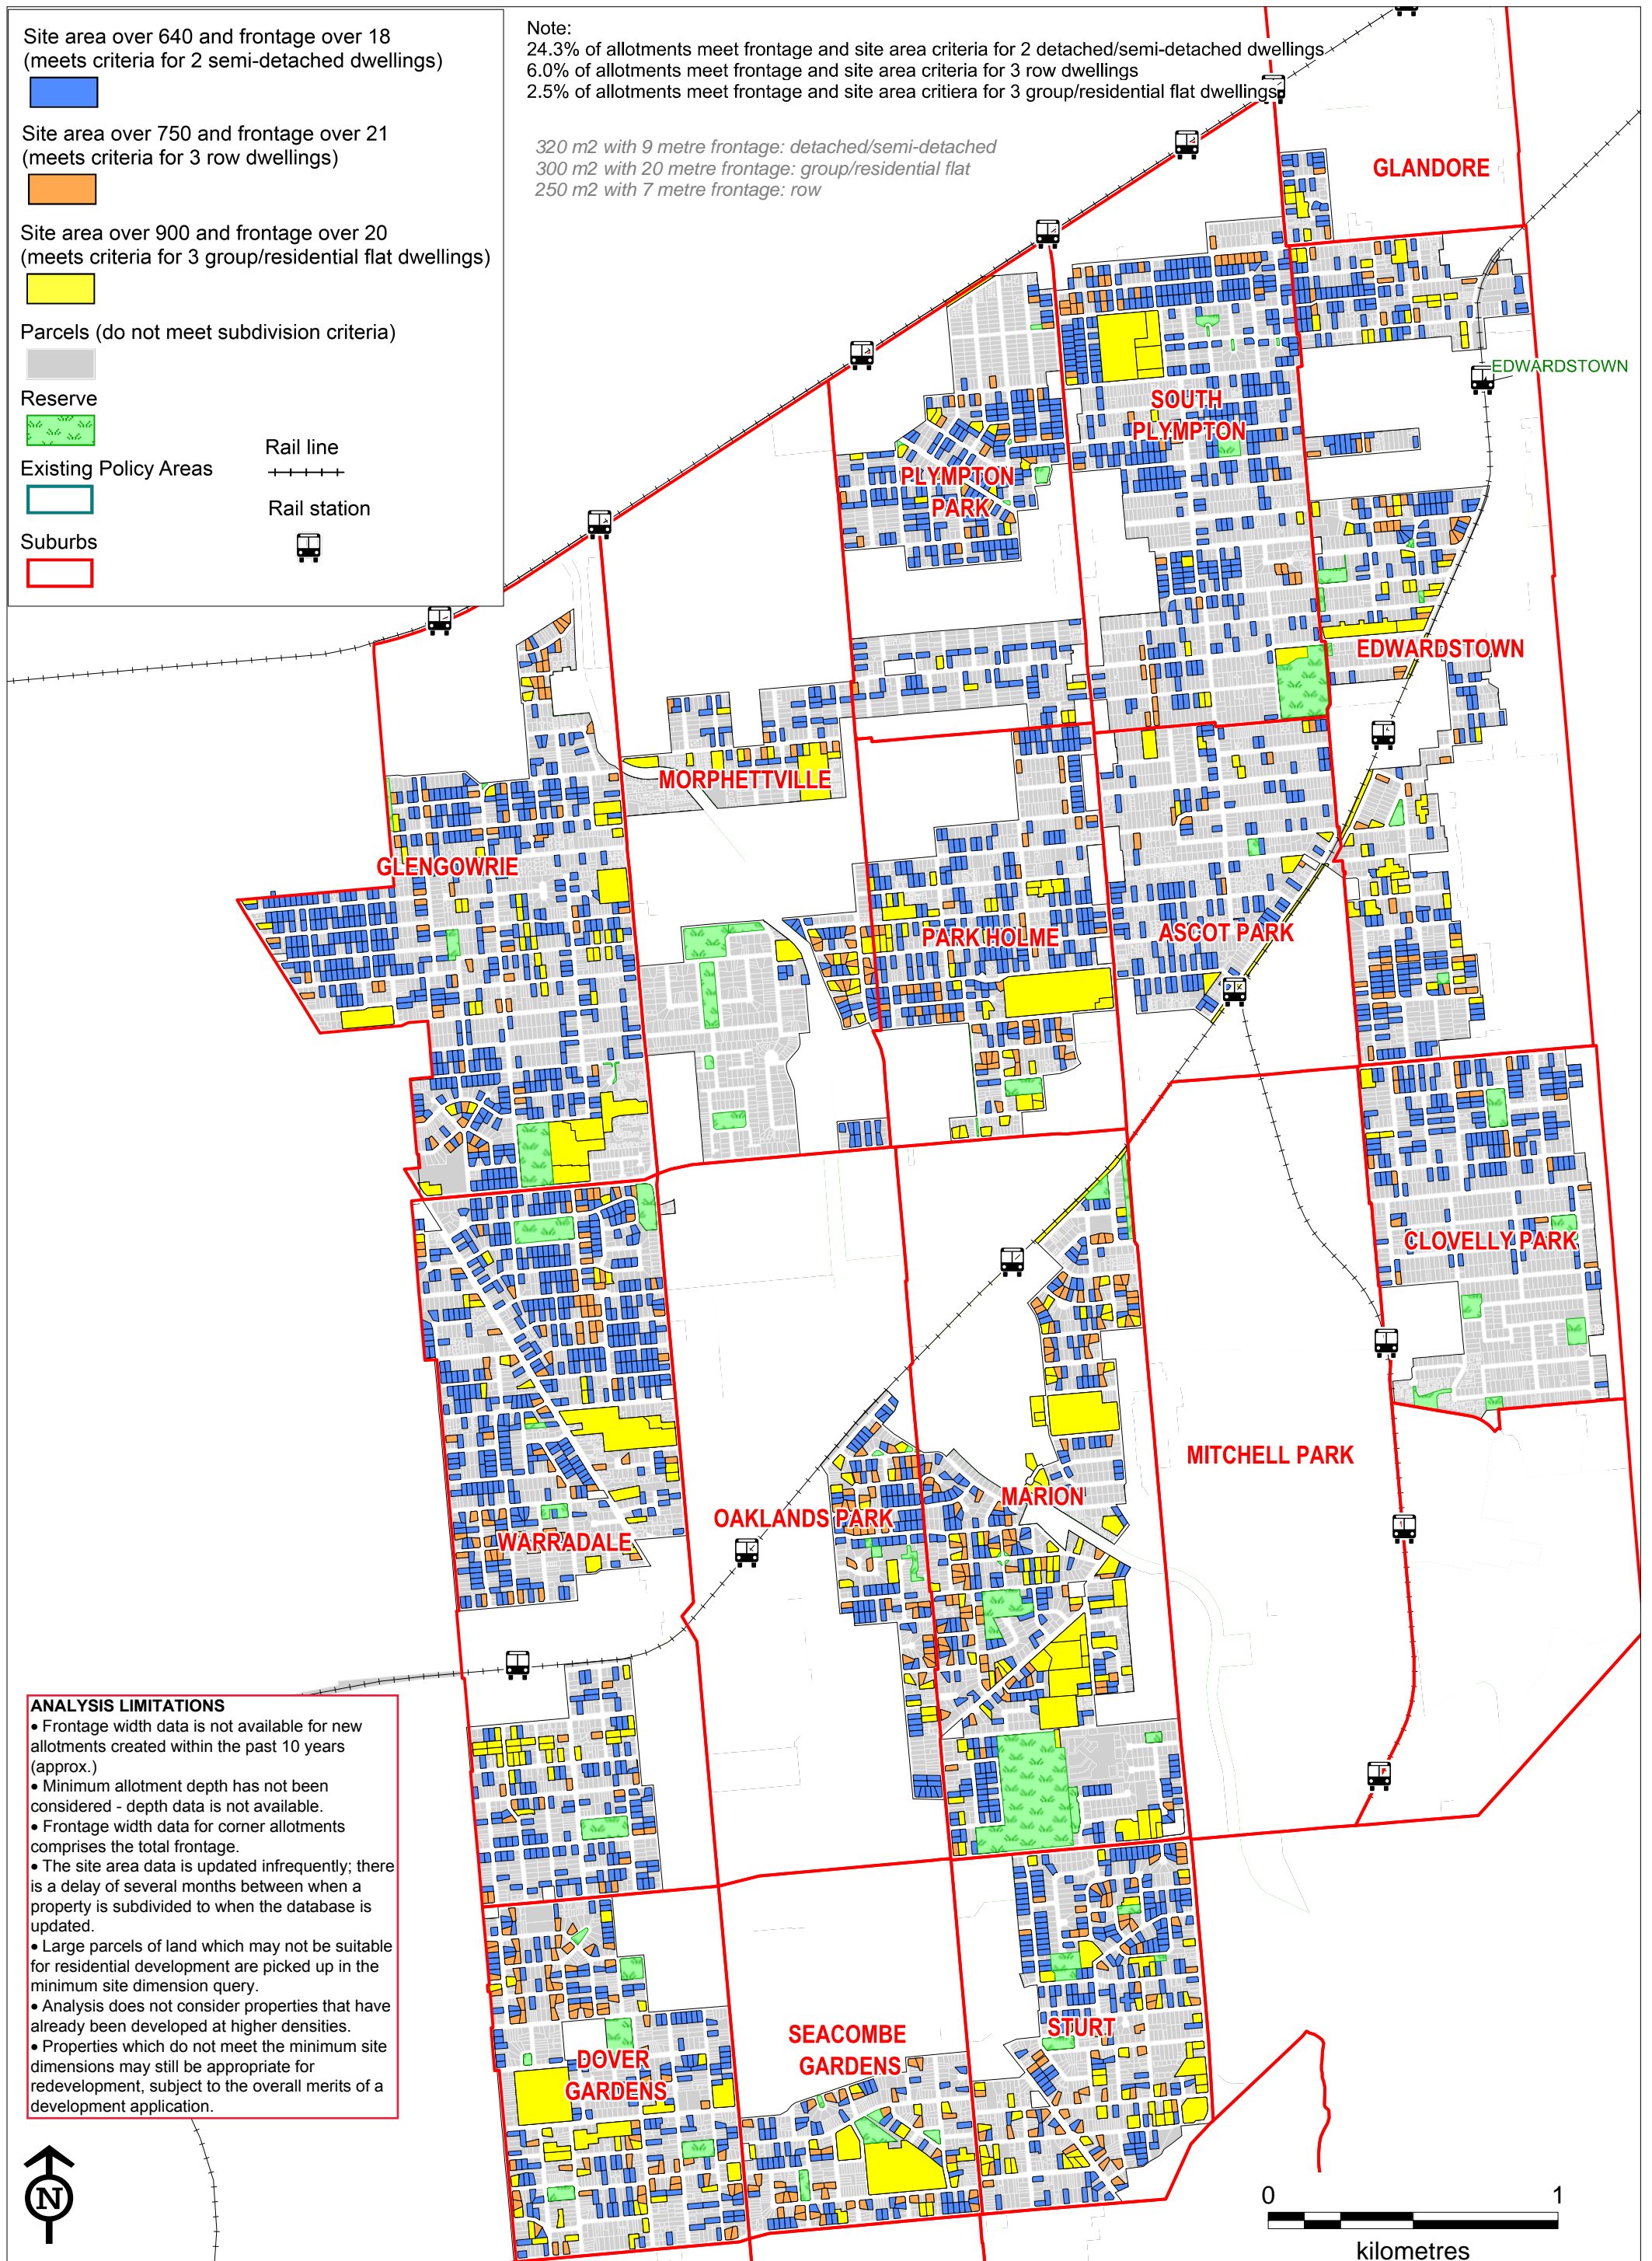 Site area over 640 and frontage over 18
(meets criteria for 2 semi-detached dwellings)
Site area over 750 and frontage over 21
(meets criteria for 3 row dwellings)
Site area over 900 and frontage over 20
(meets criteria for 3 group/residential flat dwellings)
Parcels (do not meet subdivision criteria)
Reserve
Existing Policy Areas
Suburbs
Rail line
Rail station
Note:
24.3% of allotments meet frontage and site area criteria for 2 detached/semi-detached dwellings
6.0% of allotments meet frontage and site area criteria for 3 row dwellings
2.5% of allotments meet frontage and site area critiera for 3 group/residential flat dwellings
320 m2 with 9 metre frontage: detached/semi-detached
300 m2 with 20 metre frontage: group/residential flat
250 m2 with 7 metre frontage: row
GLANDORE
EDWARDSTOWN
SOUTH
PLYMPTON
PLYMPTON
PARK
EDWARDSTOWN
MORPHETTVILLE
GLENGOWRIE
PARK HOLME
ASCOT PARK
CLOVELLY PARK
MITCHELL PARK
MARION
OAKLANDS PARK
WARRADALE
STURT
SEACOMBE
GARDENS
DOVER
GARDENS
ANALYSIS LIMITATIONS
• Frontage width data is not available for new
allotments created within the past 10 years
(approx.)
• Minimum allotment depth has not been
considered - depth data is not available.
• Frontage width data for corner allotments
comprises the total frontage.
• The site area data is updated infrequently; there
is a delay of several months between when a
property is subdivided to when the database is
updated.
• Large parcels of land which may not be suitable
for residential development are picked up in the
minimum site dimension query.
• Analysis does not consider properties that have
already been developed at higher densities.
• Properties which do not meet the minimum site
dimensions may still be appropriate for
redevelopment, subject to the overall merits of a
development application.
N
0 1
kilometres